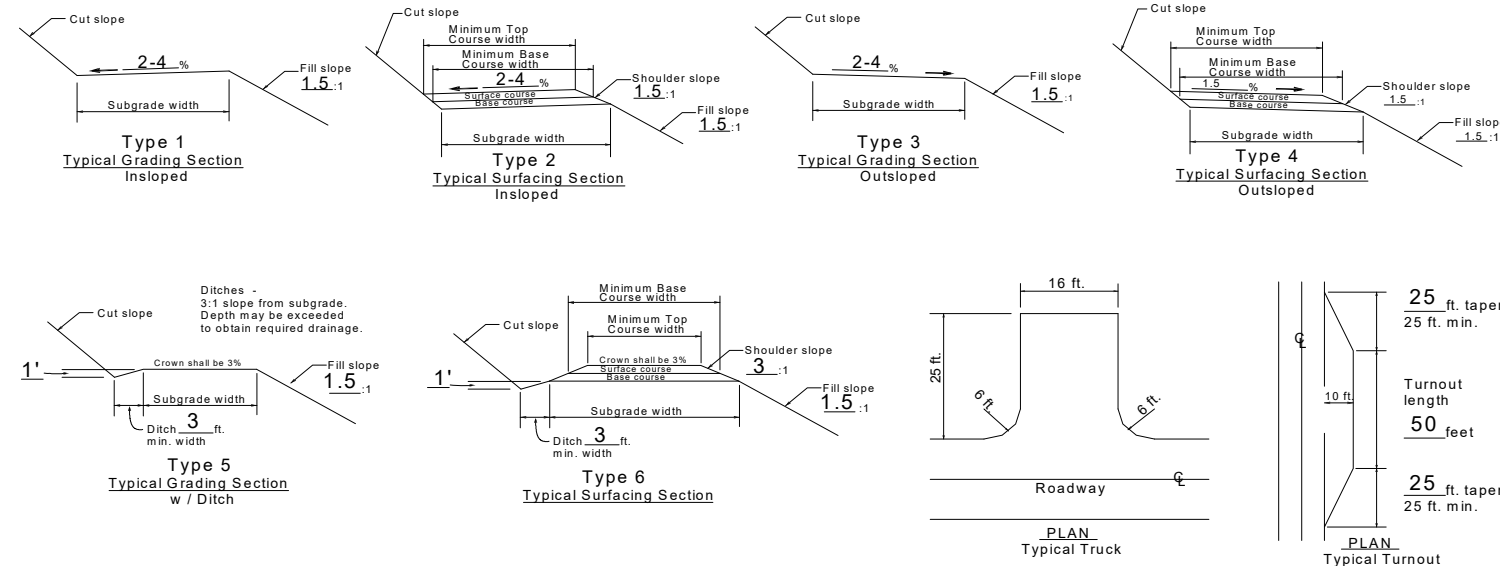 Cut slope
2-4 %
Fill slope
1.5 :1
Subgrade width
Type 1
Typical Grading Section
Insloped
Cut slope
Minimum Top
Course width
Minimum Base
Course width
2-4 %
Surface course
Base course
Shoulder slope
1.5 :1
Fill slope
1.5 :1
Subgrade width
Type 2
Typical Surfacing Section
Insloped
Cut slope
2-4 %
Fill slope
1.5 :1
Subgrade width
Type 3
Typical Grading Section
Outsloped
Cut slope
Minimum Top
Course width
Minimum Base
Course width
1.5 %
Surface course
Base course
Shoulder slope
1.5 :1
Fill slop
1.5 :1
Subgrade width
Type 4
Typical Surfacing Section
Outsloped
Ditches -
3:1 slope from subgrade.
Depth may be exceeded
to obtain required drainage.
Cut slope
Crown shall be 3%
1'
Fill slope
1.5 :1
Subgrade width
Ditch 3 ft.
min. width
Type 5
Typical Grading Section
w / Ditch
Minimum Base
Course width
Minimum Top
Course width
Cut slope
Crown shall be 3%
Surface course
Base course
1'
Shoulder slope
3 :1
Fill slope
1.5 :1
Subgrade width
Ditch 3 ft.
min. width
Type 6
Typical Surfacing Section
16 ft.
25 ft.
6 ft.
6 ft.
CL
Roadway
PLAN
Typical Truck
CL
25 ft. taper
25 ft. min.
10 ft.
Turnout
length
50 feet
25 ft. taper
25 ft. min.
PLAN
Typical Turnout